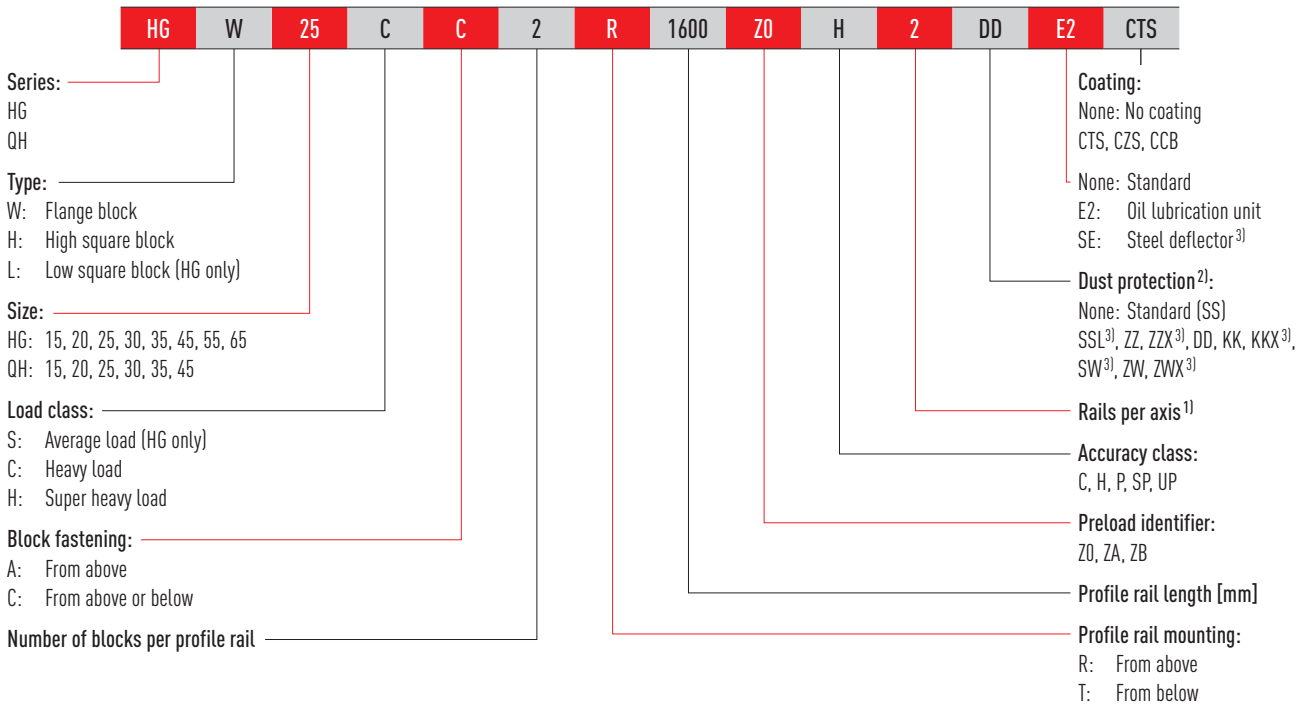 HG W 25 C C 2 R 1600 Z0 H 2 DD E2 CTS
Series:
HG
QH
Type:
W: Flange block
H: High square block
L: Low square block (HG only)
Size:
HG: 15, 20, 25, 30, 35, 45, 55, 65
QH: 15, 20, 25, 30, 35, 45
Load class:
S: Average load (HG only)
C: Heavy load
H: Super heavy load
Block fastening:
A: From above
C: From above or below
Number of blocks per profile rail
Coating:
None: No coating
CTS, CZS, CCB
None: Standard
E2: Oil lubrication unit
SE: Steel deflector 3)
Dust protection 2):
None: Standard (SS)
SSL 3), ZZ, ZZX 3), DD, KK, KKX 3),
SW 3), ZW, ZWX 3)
Rails per axis 1)
Accuracy class:
C, H, P, SP, UP
Preload identifier:
Z0, ZA, ZB
Profile rail length [mm]
Profile rail mounting:
R: From above
T: From below